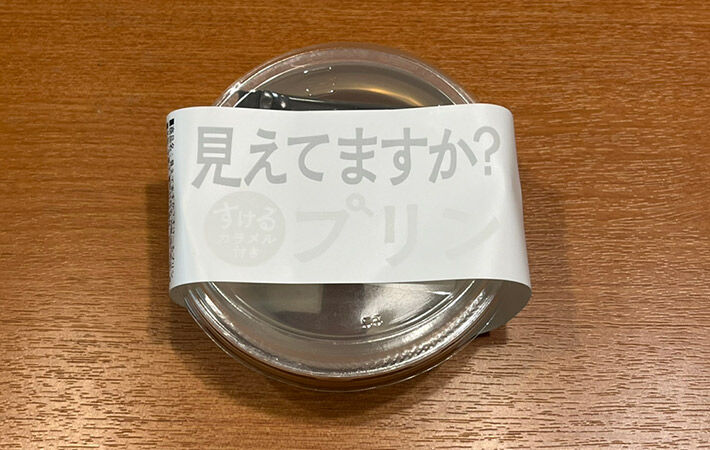 見えてますか?
すける
カラメル
付き
プリン